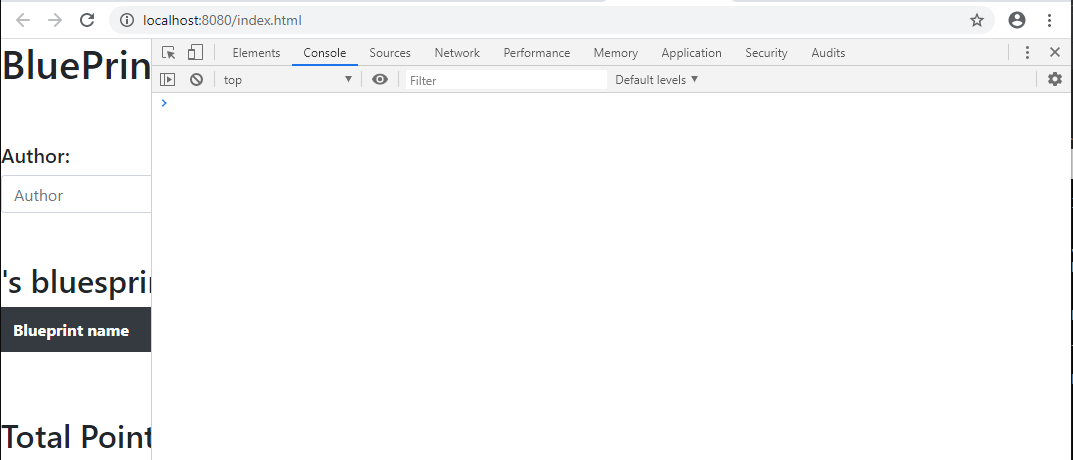 localhost:8080/index.html
BluePrin
Elements Console Sources Network Performance Memory Application Security Audits
top Filter Default levels
Author:
Author
's bluespri
Blueprint name
Total Point